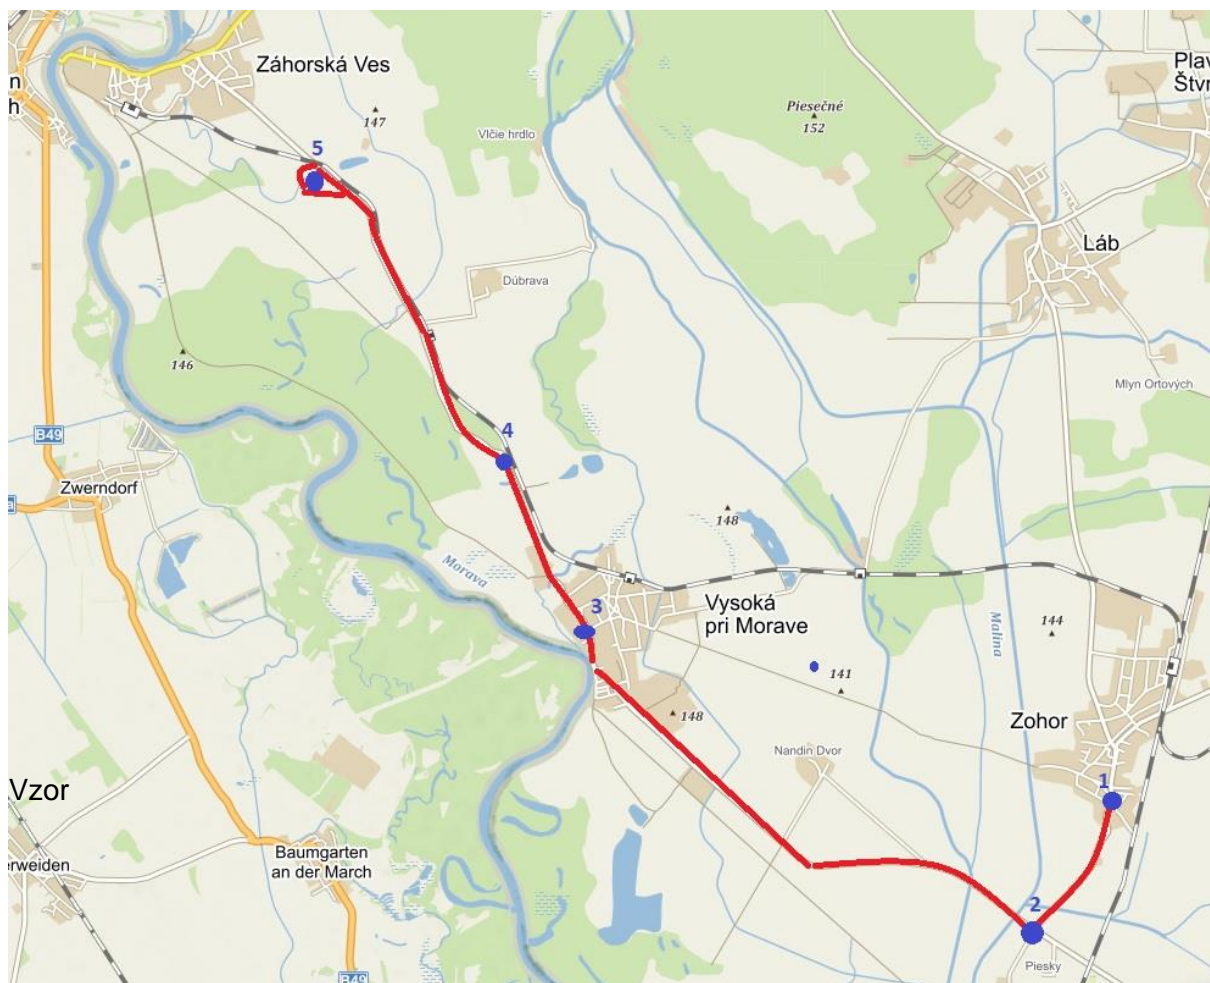 Záhorská Ves
Plav
Štvr
n
h
Piesečné
152
147
Vlčie hrdlo
5
Láb
Dúbrava
146
Mlyn Ortových
B49
4
Zwerndorf
148
Morava
3
Vysoká
pri Morave
Malina
144
141
Zohor
148
Nandin Dvor
Vzor
1
erweiden
Baumgarten
an der March
2
Piesky
B49